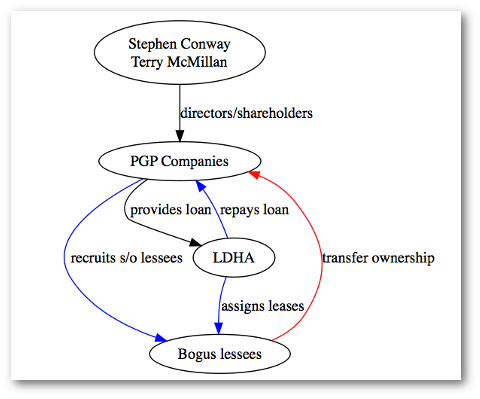 Stephen Conway
Terry McMillan
directors/shareholders
PGP Companies
provides loan
repays loan
recruits s/o lessees
LDHA
transfer ownership
assigns leases
Bogus lessees